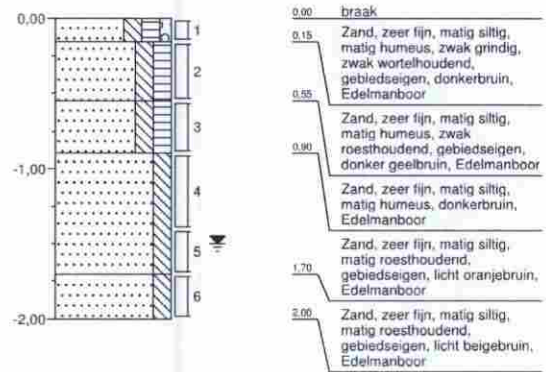 0,00
-1,00
-2,00
1
2
3
4
5
6
0,00 braak
0,15 Zand, zeer fijn, matig siltig,
matig humeus, zwak grindig,
zwak wortelhoudend,
gebiedseigen, donkerbruin,
Edelmanboor
0,55 Zand, zeer fijn, matig siltig,
matig humeus, zwak
roesthoudend, gebiedseigen,
donker geelbruin, Edelmanboor
0,90
Zand, zeer fijn, matig siltig,
matig humeus, donkerbruin,
Edelmanboor
Zand, zeer fijn, matig siltig,
matig roesthoudend,
1,70 gebiedseigen, licht oranjebruin,
Edelmanboor
2,00 Zand, zeer fijn, matig siltig,
matig roesthoudend,
gebiedseigen, licht beigebruin,
Edelmanboor